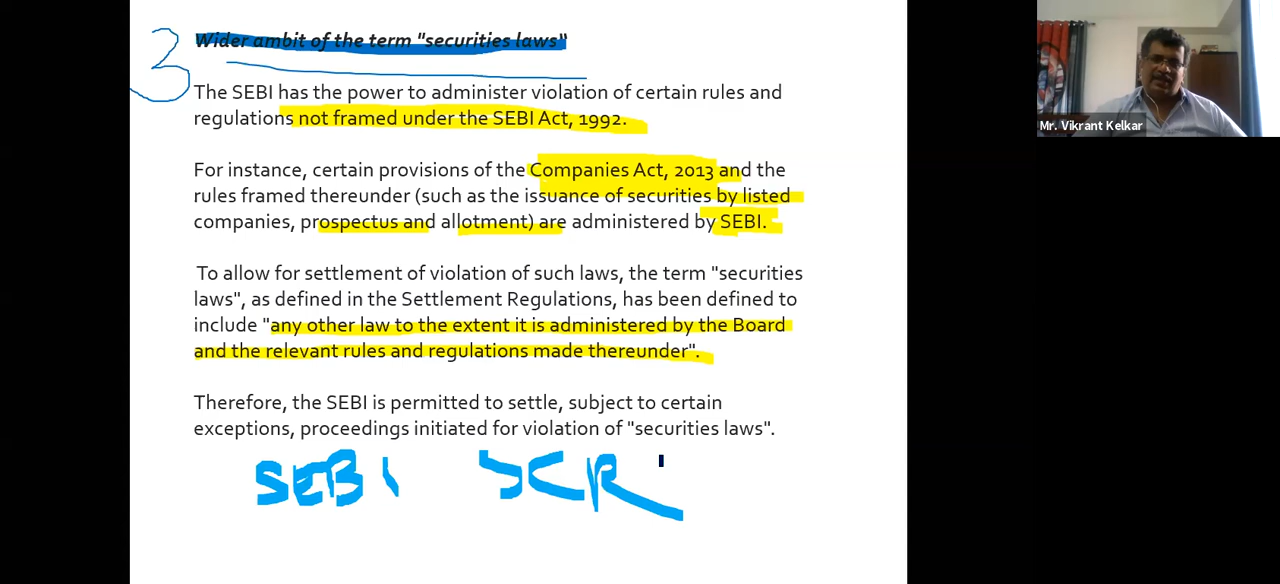 3
Wider ambit of the term "securities laws"
The SEBI has the power to administer violation of certain rules and
regulations not framed under the SEBI Act, 1992.
For instance, certain provisions of the Companies Act, 2013 and the
rules framed thereunder (such as the issuance of securities by listed
companies, prospectus and allotment) are administered by SEBI.
To allow for settlement of violation of such laws, the term "securities
laws", as defined in the Settlement Regulations, has been defined to
include "any other law to the extent it is administered by the Board
and the relevant rules and regulations made thereunder".
Therefore, the SEBI is permitted to settle, subject to certain
exceptions, proceedings initiated for violation of "securities laws".
SEBI SCR
Mr. Vikrant Kelkar